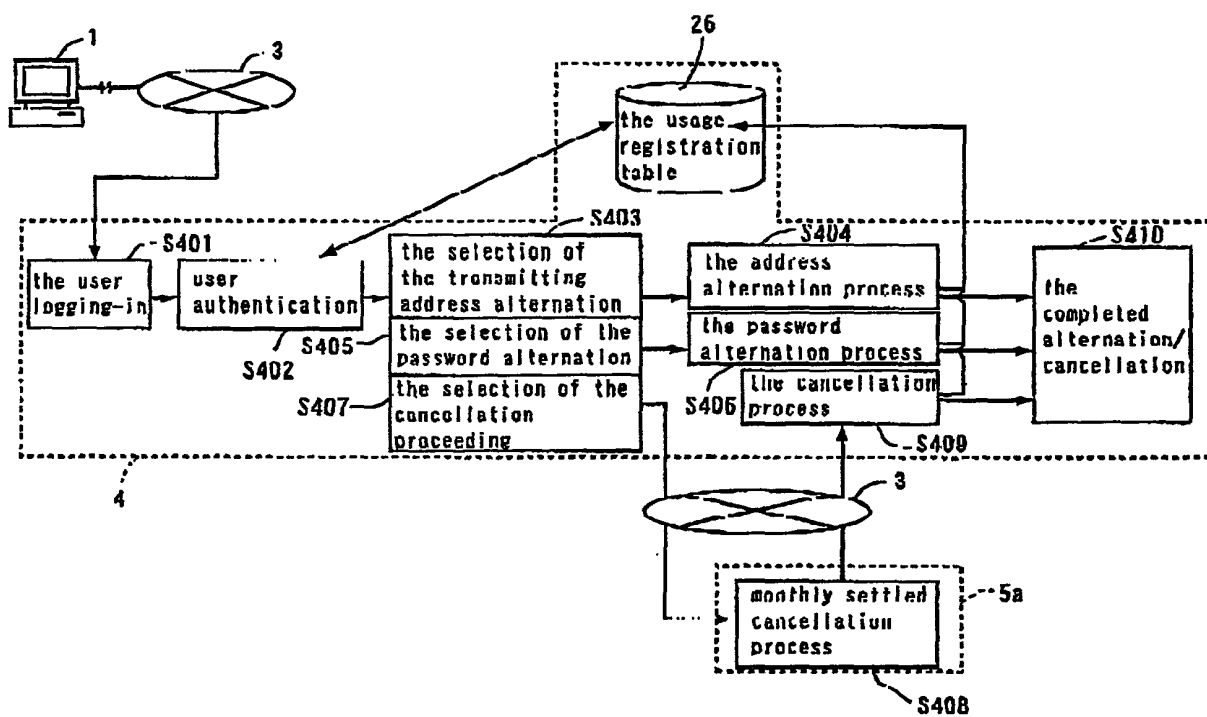 26
1
3
the usage
registration
table
S403
S404
S410
S401
the user
logging-in
user
authentication
S402
the selection of
the transmitting
address alternation
the address
alternation process
the
completed
alternation/
cancellation
S405
the selection of the
password alternation
the password
alternation process
S407
the selection of the
cancellation
proceeding
S406
the cancellation
process
S409
4
3
5a
monthly settled
cancellation
process
S408